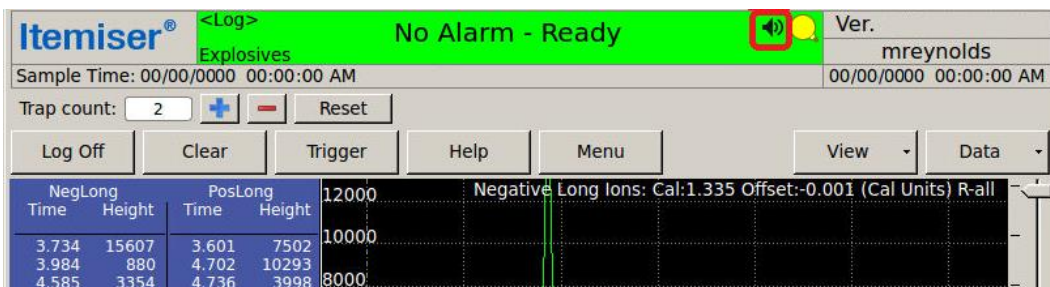 Itemiser®
<Log>
No Alarm - Ready
Explosives
Ver.
mreynolds
Sample Time: 00/00/0000 00:00:00 AM
00/00/0000 00:00:00 AM
Trap count: 2
Reset
Log Off Clear Trigger Help Menu View Data
NegLong PosLong
Time Height Time Height
3.734 15607 3.601 7502
3.984 880 4.702 10293
4.585 3354 4.736 3998
Negative Long Ions: Cal:1.335 Offset:-0.001 (Cal Units) R-all
12000
10000
8000